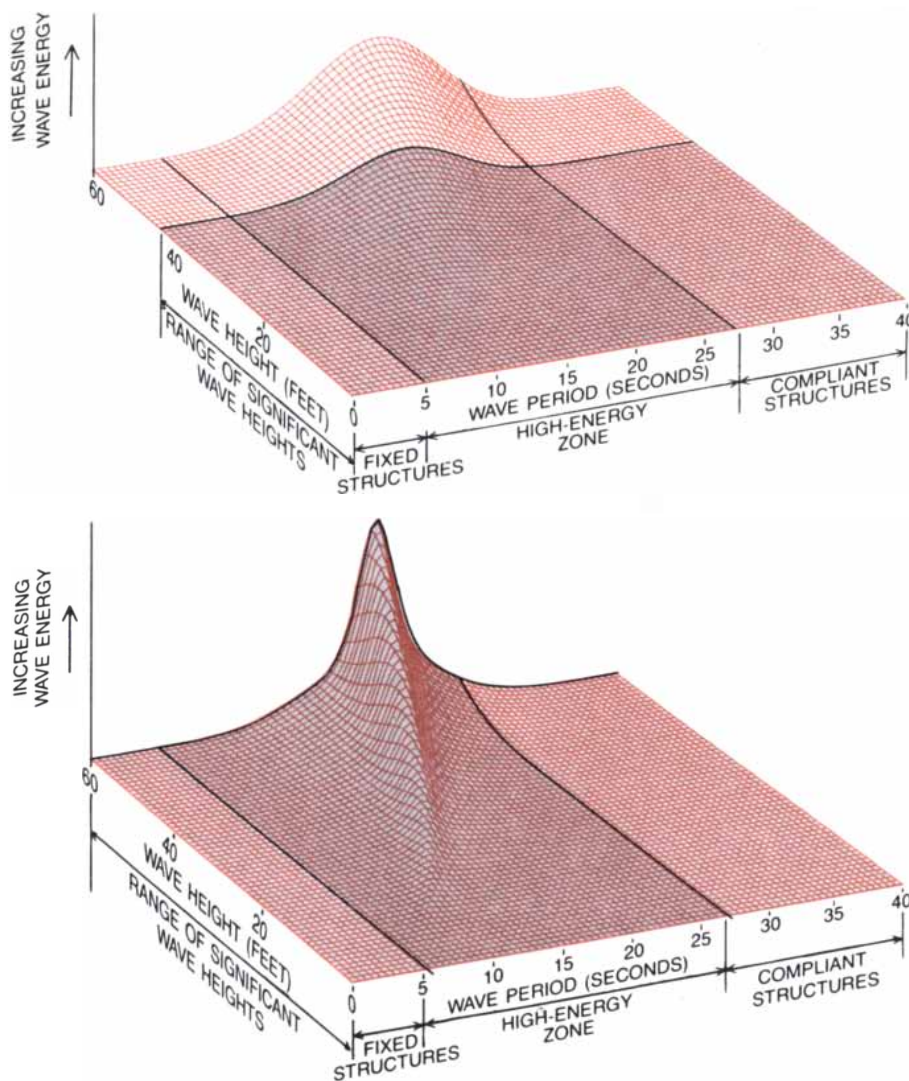 INCREASING
WAVE ENERGY
60
40
20
0
WAVE HEIGHT (FEET)
RANGE OF SIGNIFICANT
WAVE HEIGHTS
0
5
10
15
20
25
30
35
40
WAVE PERIOD (SECONDS)
FIXED
STRUCTURES
HIGH-ENERGY
ZONE
COMPLIANT
STRUCTURES
INCREASING
WAVE ENERGY
60
40
20
WAVE HEIGHT (FEET)
RANGE OF SIGNIFICANT
WAVE HEIGHTS
0
5
10
15
20
25
30
35
40
WAVE PERIOD (SECONDS)
FIXED
STRUCTURES
HIGH-ENERGY
ZONE
COMPLIANT
STRUCTURES